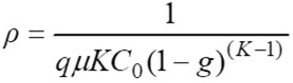 ρ = 1 / (qμKC₀(1 − g)⁽ᴷ⁻¹⁾)